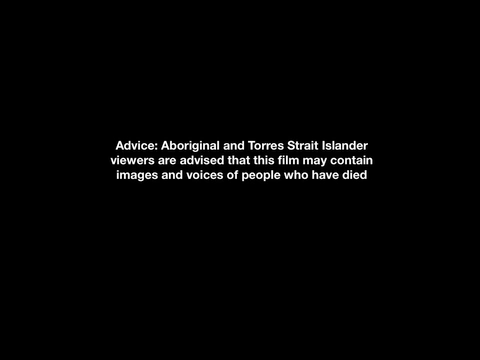 Advice: Aboriginal and Torres Strait Islander
viewers are advised that this film may contain
images and voices of people who have died